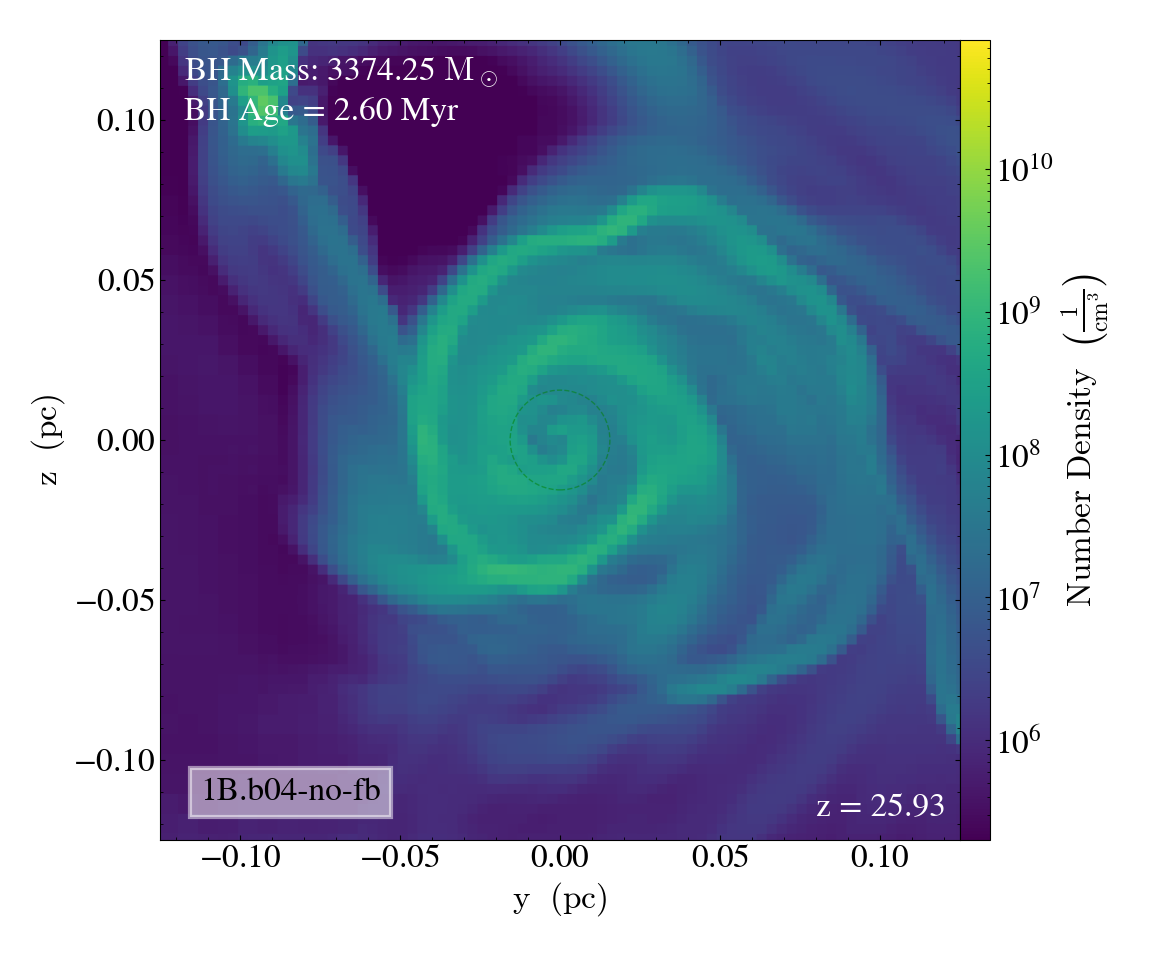 BH Mass: 3374.25 M☉
BH Age = 2.60 Myr
0.10
0.05
0.00
−0.05
−0.10
z (pc)
1B.b04-no-fb
z = 25.93
−0.10 −0.05 0.00 0.05 0.10
y (pc)
10¹⁰
10⁹
10⁸
10⁷
10⁶
Number Density (1/cm³)